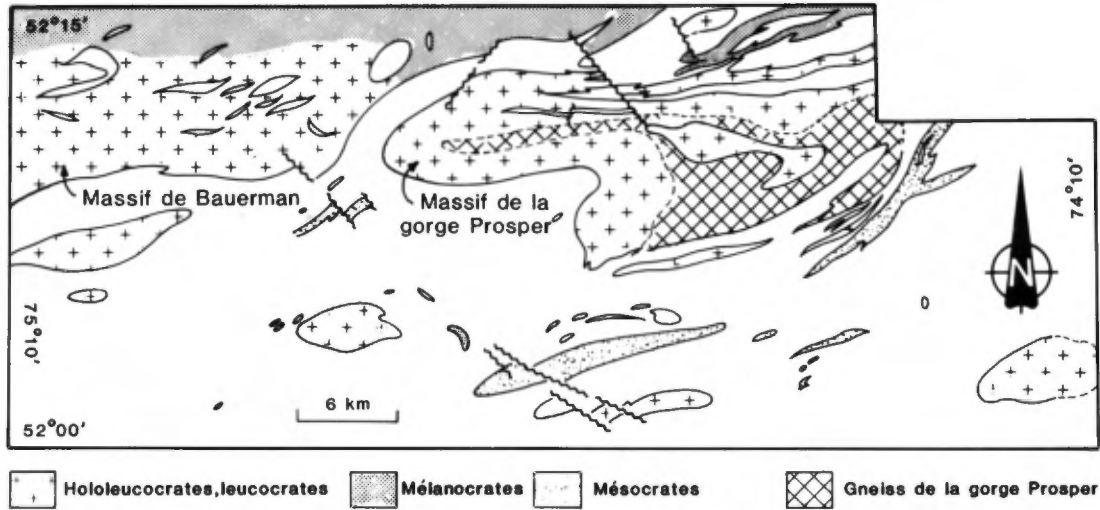 52°15'
Massif de Bauerman
Massif de la
gorge Prosper
74°10'
N
75°10'
6 km
52°00'
Hololeucocrates,leucocrates
Mélanocrates
Mésocrates
Gneiss de la gorge Prosper